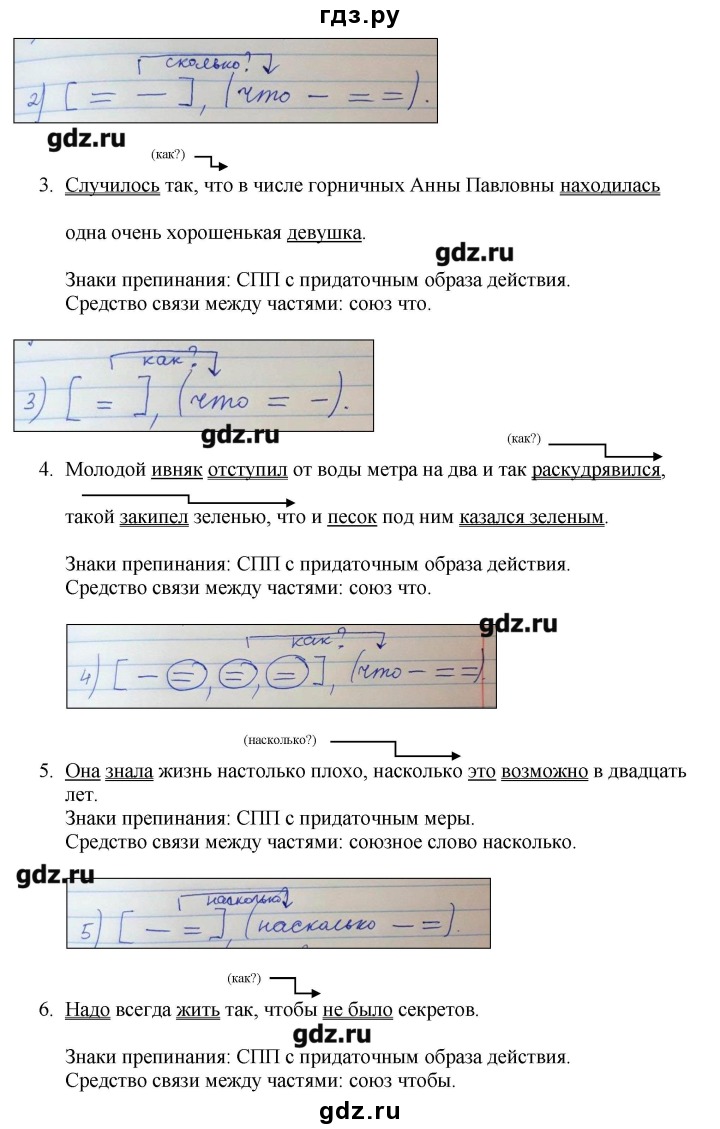 гдз.ру
сколько?
2) [ = — ], (что — = =).
gdz.ru
(как?)
3. Случилось так, что в числе горничных Анны Павловны находилась
одна очень хорошенькая девушка.
gdz.ru
Знаки препинания: СПП с придаточным образа действия.
Средство связи между частями: союз что.
как?
3) [ = ], (что = —).
gdz.ru
(как?)
4. Молодой ивняк отступил от воды метра на два и так раскудрявился,
такой закипел зеленью, что и песок под ним казался зеленым.
Знаки препинания: СПП с придаточным образа действия.
Средство связи между частями: союз что.
gdz.ru
как?
4) [ — =, =, = ], (что — = =).
(насколько?)
5. Она знала жизнь настолько плохо, насколько это возможно в двадцать
лет.
Знаки препинания: СПП с придаточным меры.
Средство связи между частями: союзное слово насколько.
gdz.ru
насколько
5) [ — = ], (насколько — =).
(как?)
6. Надо всегда жить так, чтобы не было секретов.
gdz.ru
Знаки препинания: СПП с придаточным образа действия.
Средство связи между частями: союз чтобы.
gdz.ru